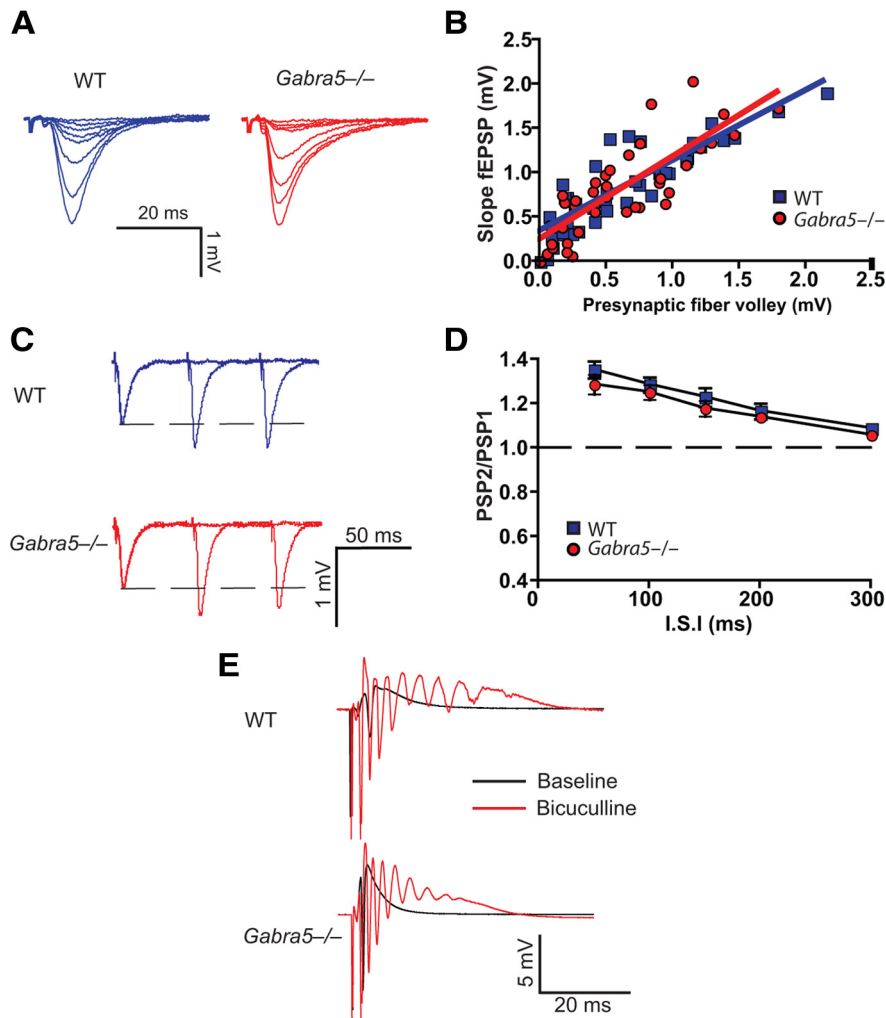 A
WT
Gabra5–/–
20 ms
1 mV
B
Slope fEPSP (mV)
2.5
2.0
1.5
1.0
0.5
0.0
0.0
0.5
1.0
1.5
2.0
2.5
Presynaptic fiber volley (mV)
WT
Gabra5–/–
C
WT
Gabra5–/–
50 ms
1 mV
D
PSP2/PSP1
1.4
1.2
1.0
0.8
0.6
0.4
0
100
200
300
I.S.I (ms)
WT
Gabra5–/–
E
WT
Baseline
Bicuculline
Gabra5–/–
5 mV
20 ms